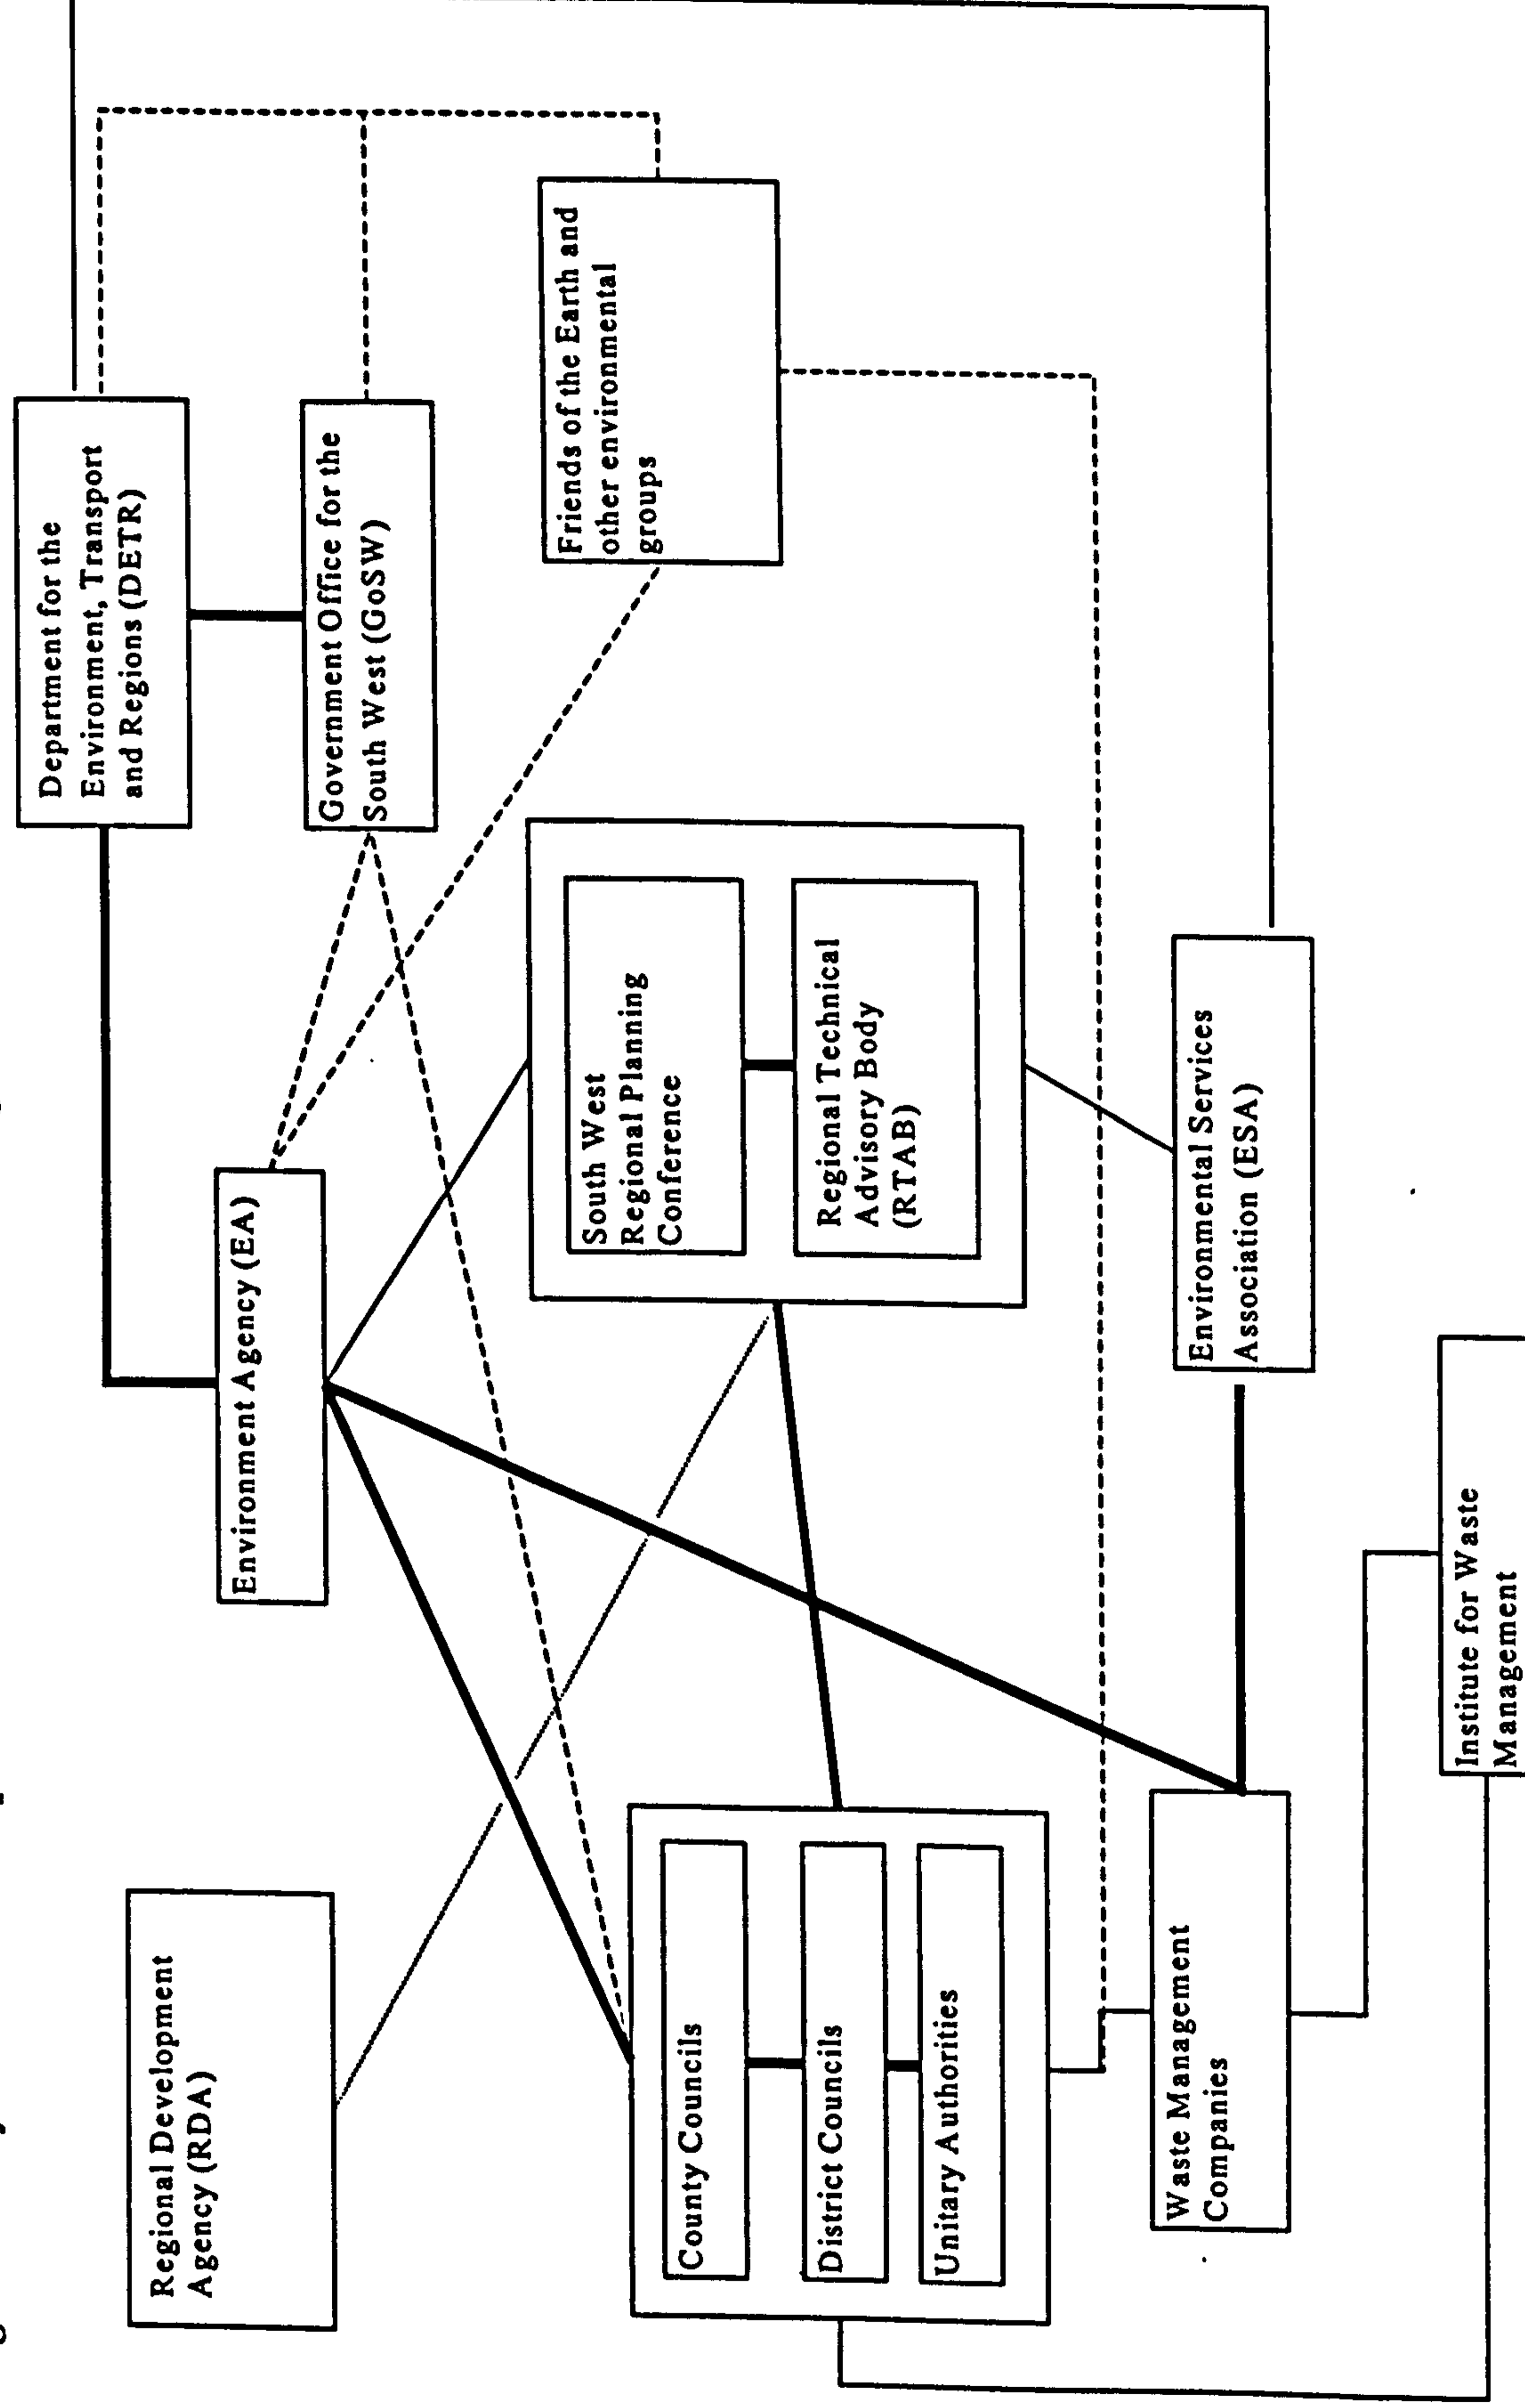 Department for the
Environment, Transport
and Regions (DETR)
Government Office for the
South West (GoSW)
Friends of the Earth and
other environmental
groups
Environment Agency (EA)
South West
Regional Planning
Conference
Regional Technical
Advisory Body
(RTAB)
Regional Development
Agency (RDA)
County Councils
District Councils
Unitary Authorities
Environmental Services
Association (ESA)
Waste Management
Companies
Institute for Waste
Management